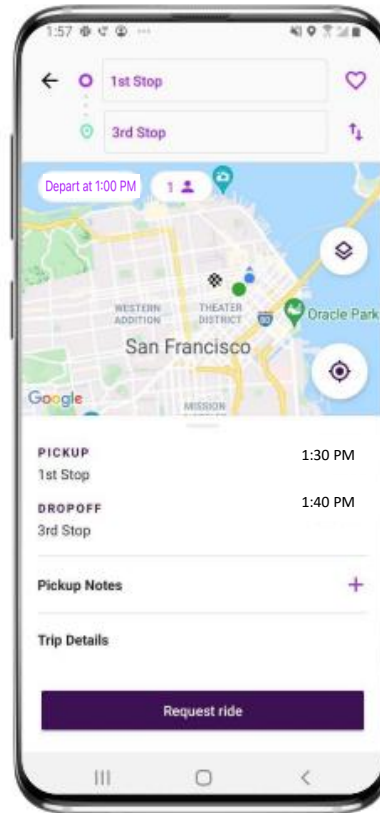 1:57
1st Stop
3rd Stop
Depart at 1:00 PM
1
WESTERN
ADDITION
THEATER
DISTRICT
80
Oracle Park
San Francisco
Google
MISSION
PICKUP
1:30 PM
1st Stop
DROPOFF
1:40 PM
3rd Stop
Pickup Notes
+
Trip Details
Request ride